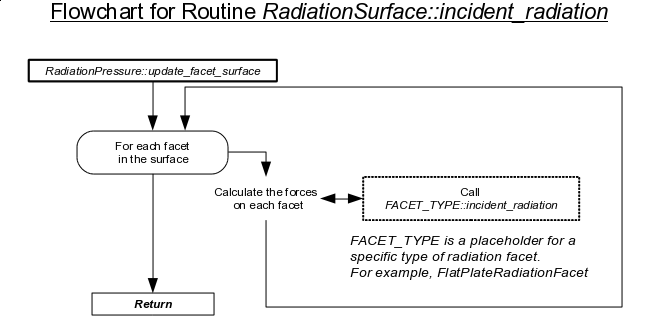 Flowchart for Routine RadiationSurface::incident_radiation
RadiationPressure::update_facet_surface
For each facet
in the surface
Calculate the forces
on each facet
Call
FACET_TYPE::incident_radiation
FACET_TYPE is a placeholder for a
specific type of radiation facet.
For example, FlatPlateRadiationFacet
Return